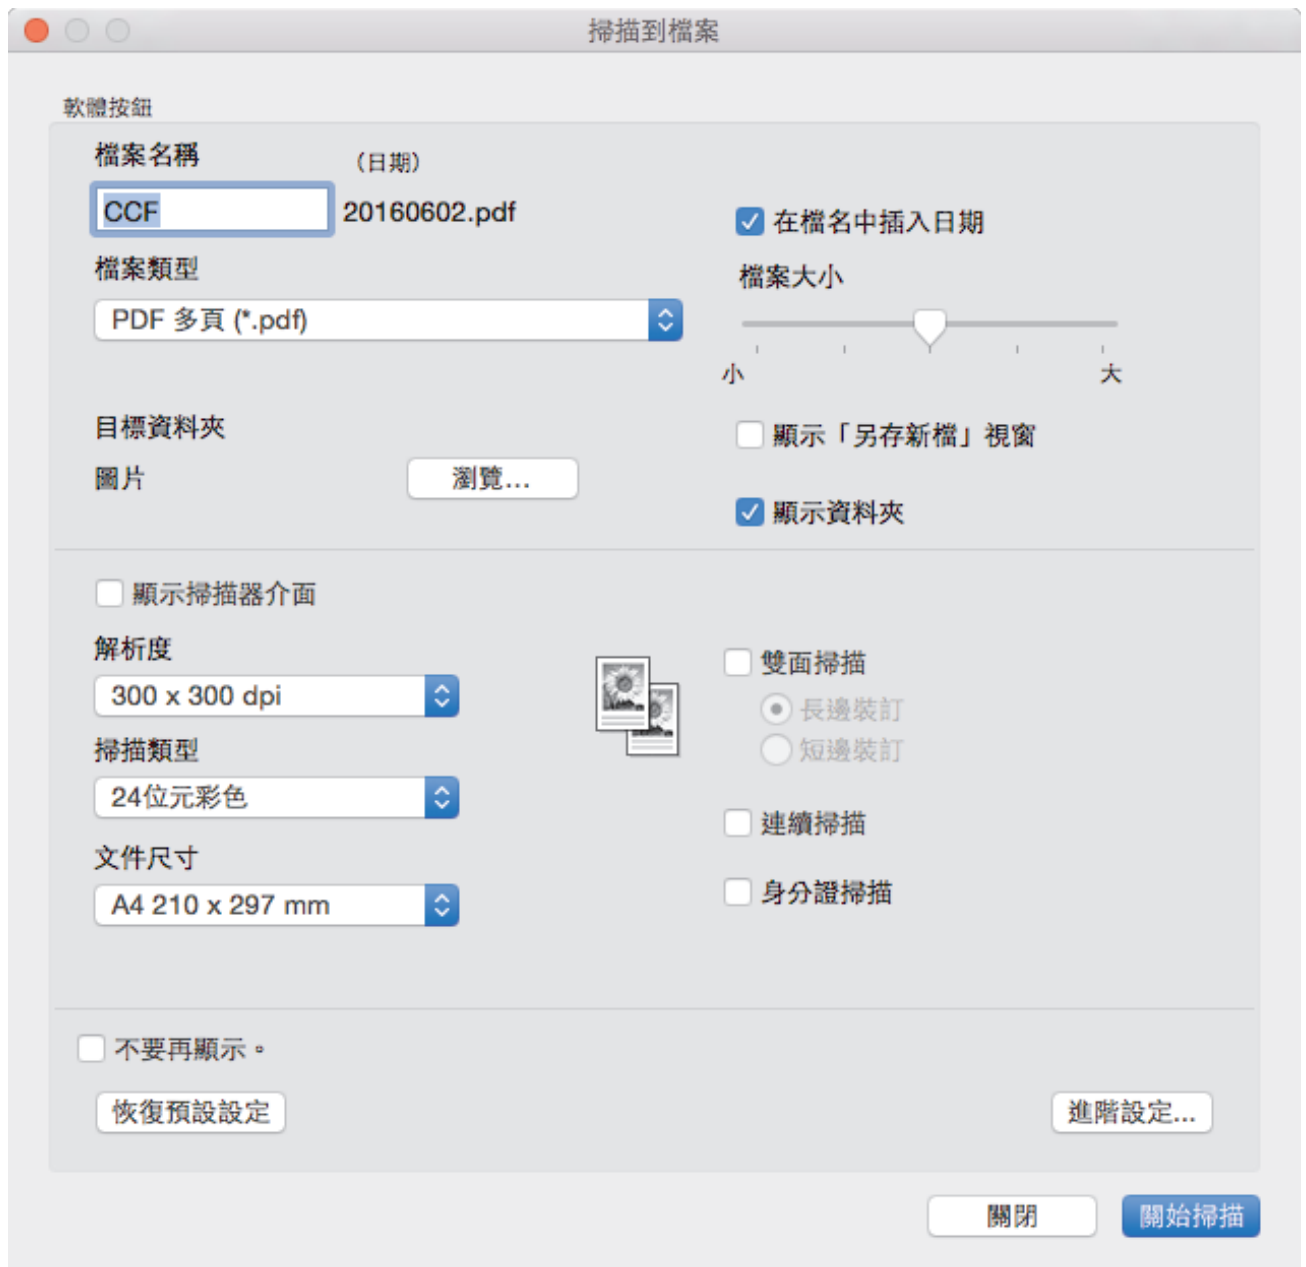 掃描到檔案
軟體按鈕
檔案名稱
（日期）
CCF
20160602.pdf
在檔名中插入日期
檔案類型
檔案大小
PDF 多頁 (*.pdf)
小
大
目標資料夾
顯示「另存新檔」視窗
圖片
瀏覽...
顯示資料夾
顯示掃描器介面
解析度
雙面掃描
300 x 300 dpi
長邊裝訂
掃描類型
短邊裝訂
24位元彩色
連續掃描
文件尺寸
身分證掃描
A4 210 x 297 mm
不要再顯示。
恢復預設設定
進階設定...
關閉
開始掃描